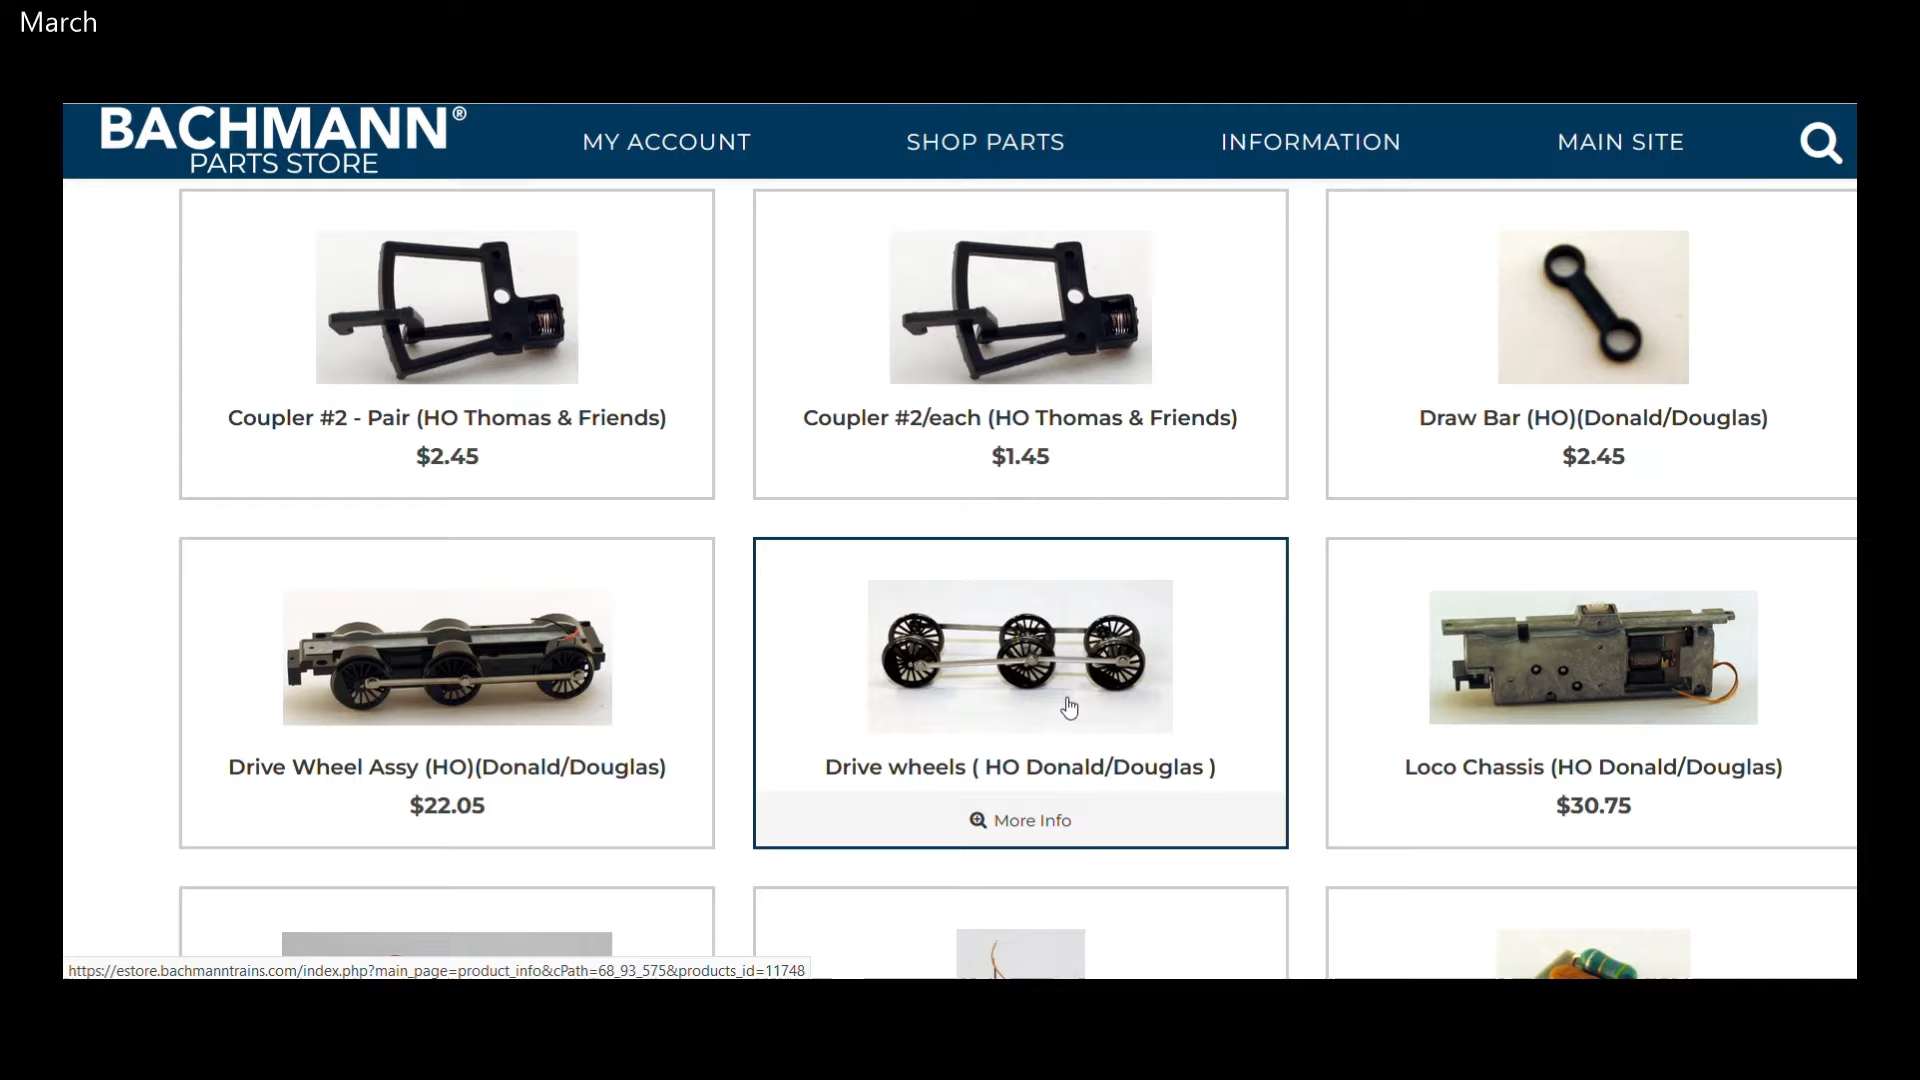 March
BACHMANN®
PARTS STORE
MY ACCOUNT
SHOP PARTS
INFORMATION
MAIN SITE
Coupler #2 - Pair (HO Thomas & Friends)
$2.45
Coupler #2/each (HO Thomas & Friends)
$1.45
Draw Bar (HO)(Donald/Douglas)
$2.45
Drive Wheel Assy (HO)(Donald/Douglas)
$22.05
Drive wheels ( HO Donald/Douglas )
More Info
Loco Chassis (HO Donald/Douglas)
$30.75
https://estore.bachmanntrains.com/index.php?main_page=product_info&cPath=68_93_575&products_id=11748